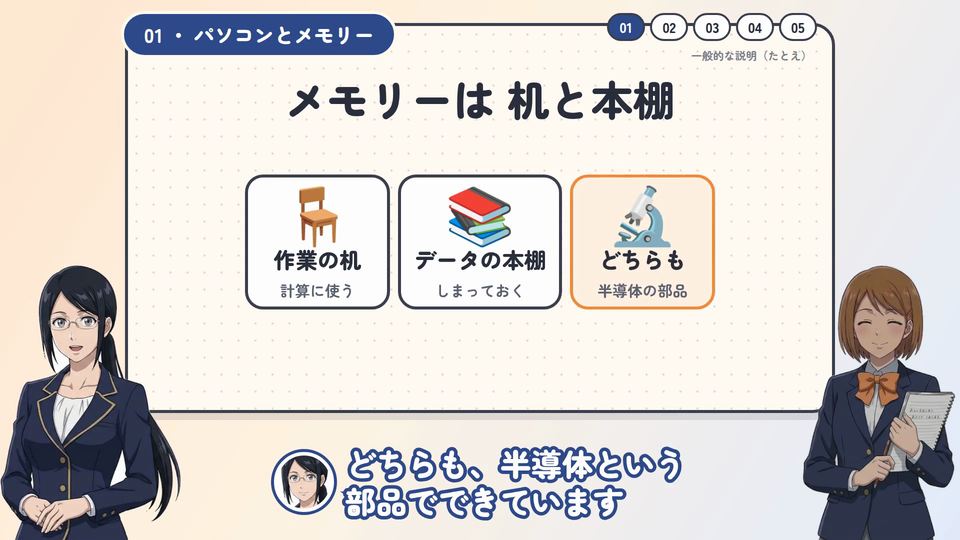 01・パソコンとメモリー
01 02 03 04 05
一般的な説明（たとえ）
メモリーは 机と本棚
作業の机
計算に使う
データの本棚
しまっておく
どちらも
半導体の部品
どちらも、半導体という
部品でできています